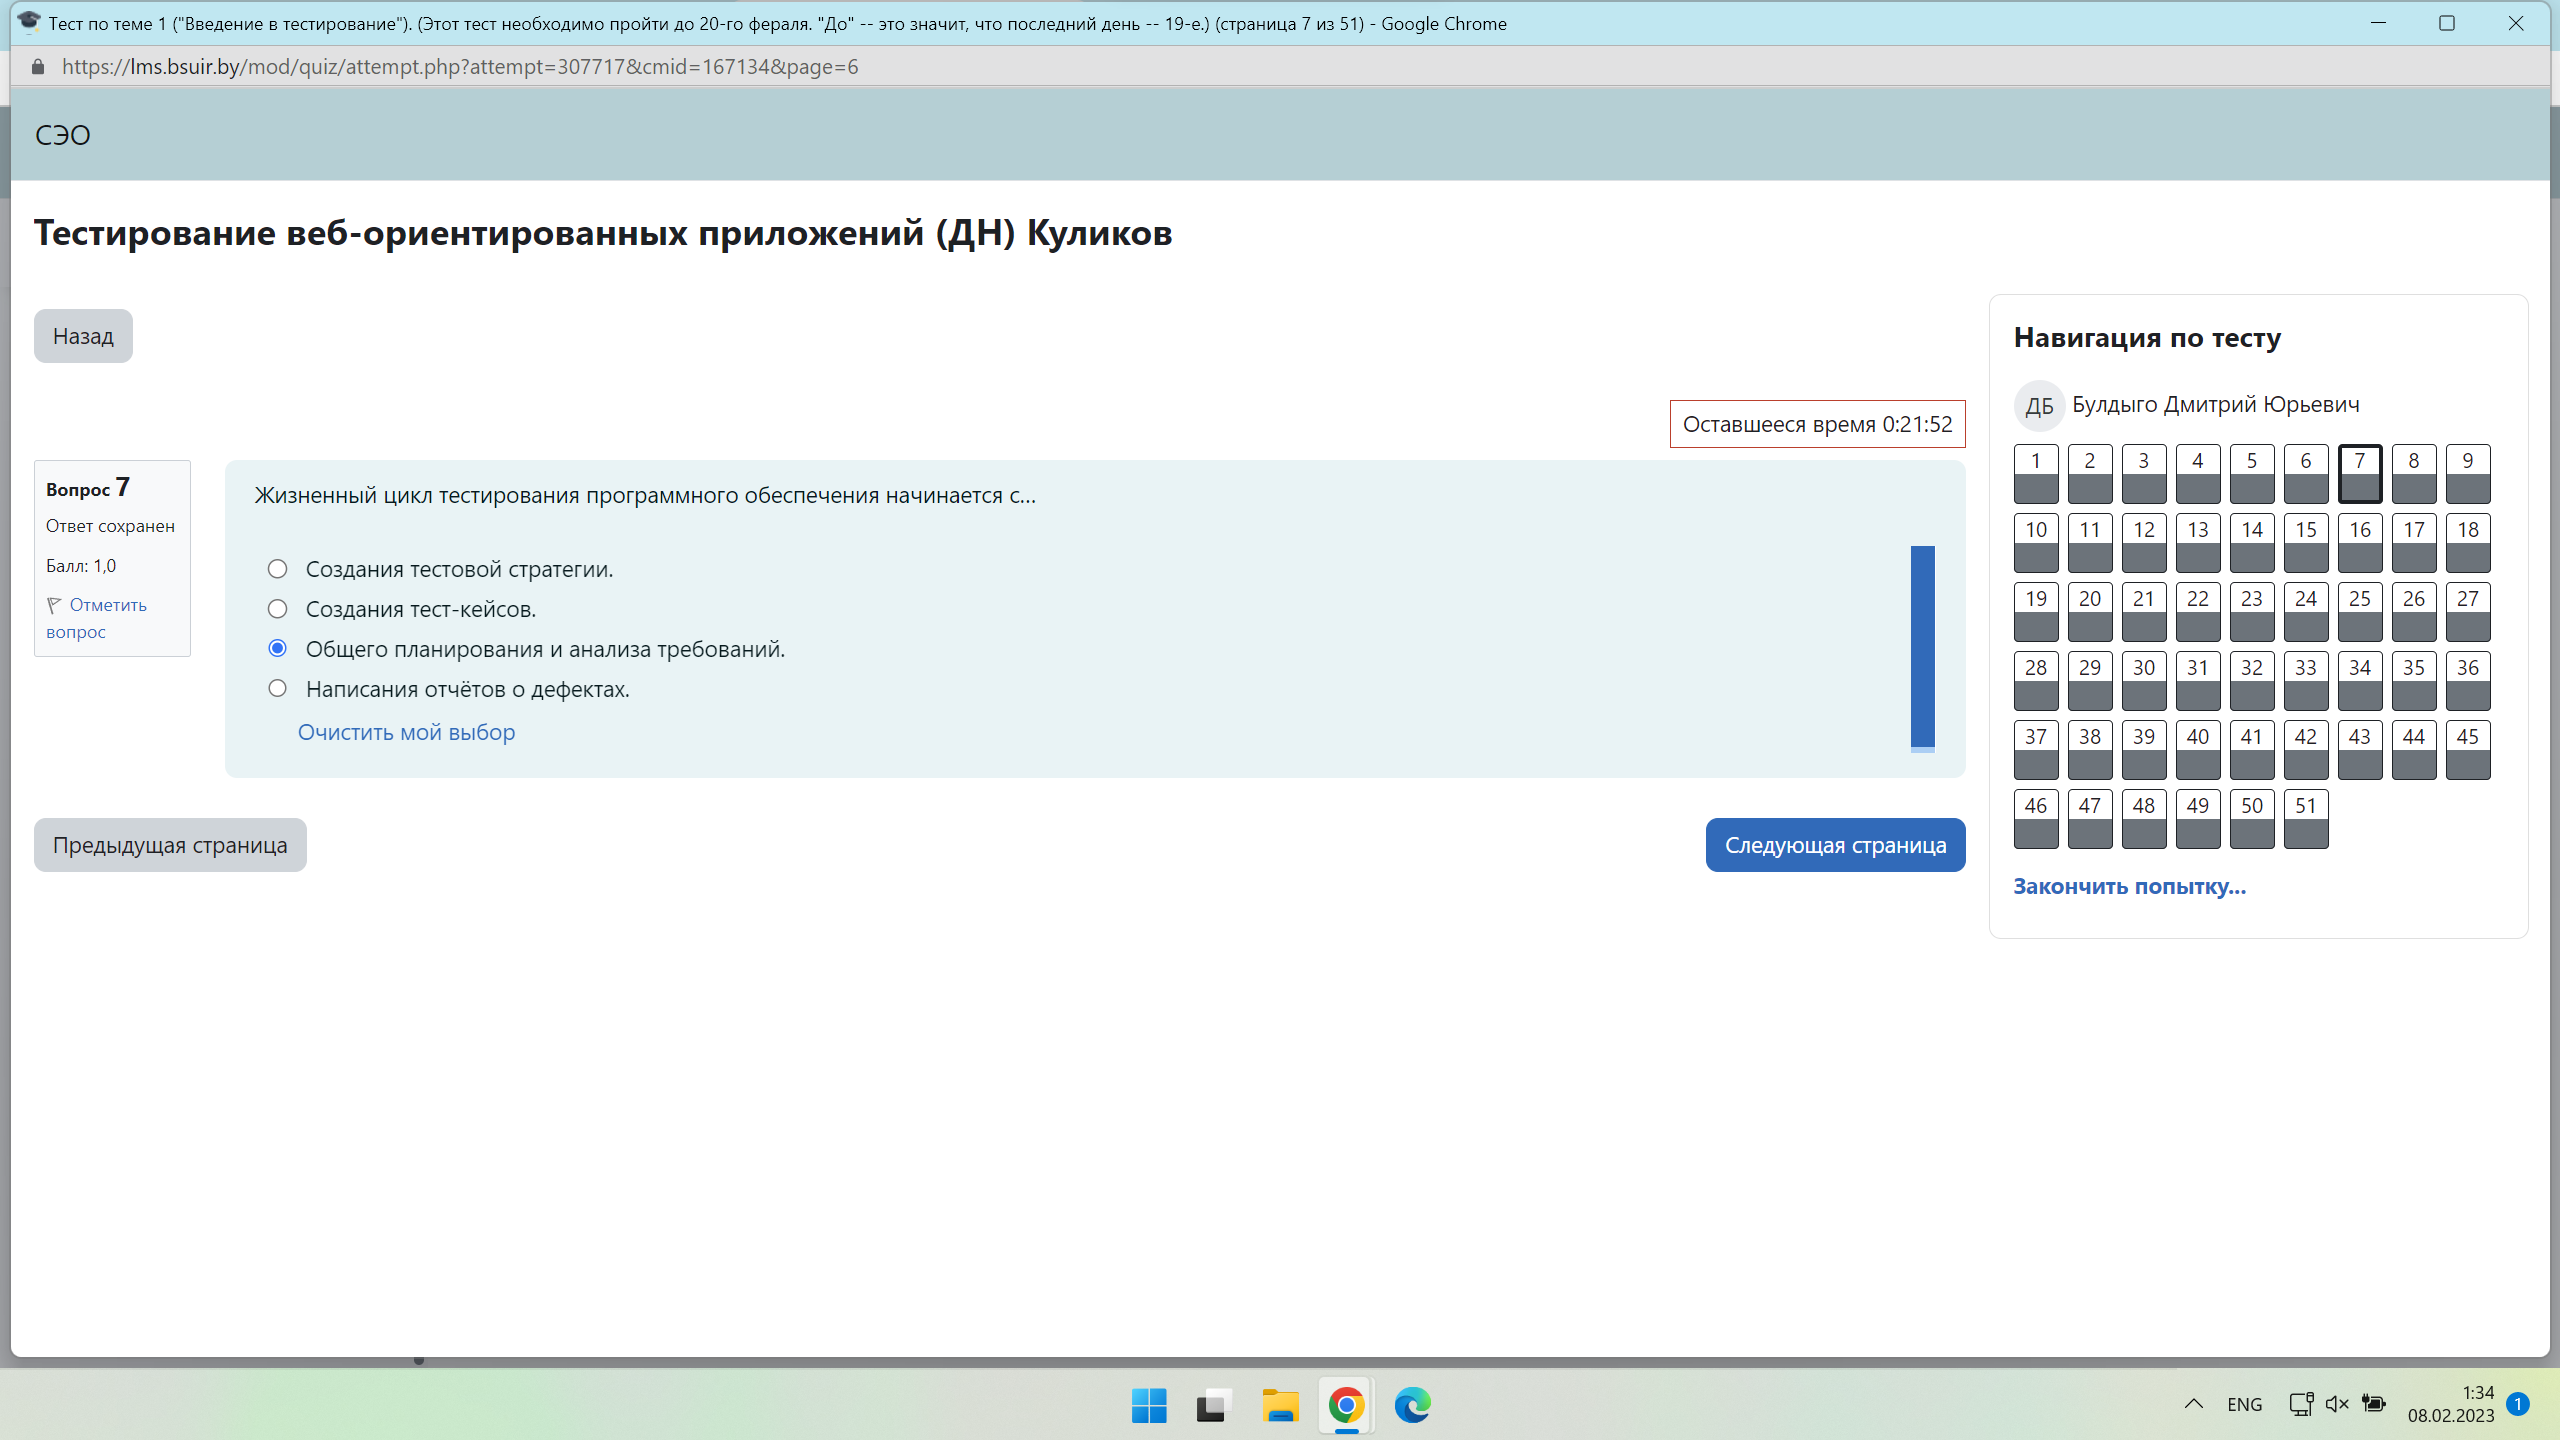 Тест по теме 1 ("Введение в тестирование"). (Этот тест необходимо пройти до 20-го фераля. "До" -- это значит, что последний день -- 19-е.) (страница 7 из 51) - Google Chrome
https://lms.bsuir.by/mod/quiz/attempt.php?attempt=307717&cmid=167134&page=6
СЭО
Тестирование веб-ориентированных приложений (ДН) Куликов
Назад
Оставшееся время 0:21:52
Вопрос 7
Ответ сохранен
Балл: 1,0
Отметить
вопрос
Жизненный цикл тестирования программного обеспечения начинается с...
Создания тестовой стратегии.
Создания тест-кейсов.
Общего планирования и анализа требований.
Написания отчётов о дефектах.
Очистить мой выбор
Предыдущая страница
Следующая страница
Навигация по тесту
ДБ Булдыго Дмитрий Юрьевич
1 2 3 4 5 6 7 8 9
10 11 12 13 14 15 16 17 18
19 20 21 22 23 24 25 26 27
28 29 30 31 32 33 34 35 36
37 38 39 40 41 42 43 44 45
46 47 48 49 50 51
Закончить попытку...
ENG
1:34
08.02.2023
1